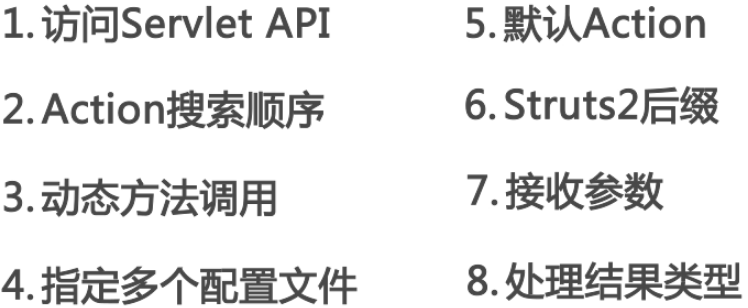 1.访问Servlet API
2.Action搜索顺序
3.动态方法调用
4.指定多个配置文件
5.默认Action
6.Struts2后缀
7.接收参数
8.处理结果类型